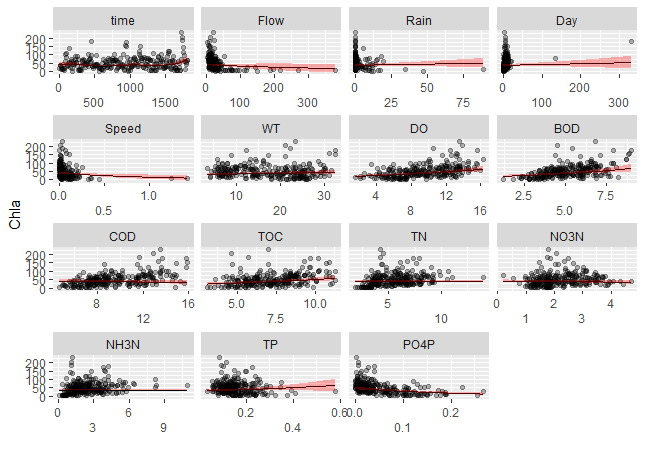 time Flow Rain Day
200
150
100
50
0
0 1000 0 100 200 300 0 50 0 100 200 300
500 1500 25 75
Speed WT DO BOD
200
150
100
50
0
0.0 1.0 10 30 4 12 2.5 7.5
0.5 20 8 16 5.0
Chla
COD TOC TN NO3N
200
150
100
50
0
8 16 5.0 10.0 5 0 2 4
12 7.5 10 1 3
NH3N TP PO4P
200
150
100
50
0
0 6 0.2 0.6 0.0 0.2
3 9 0.4 0.1